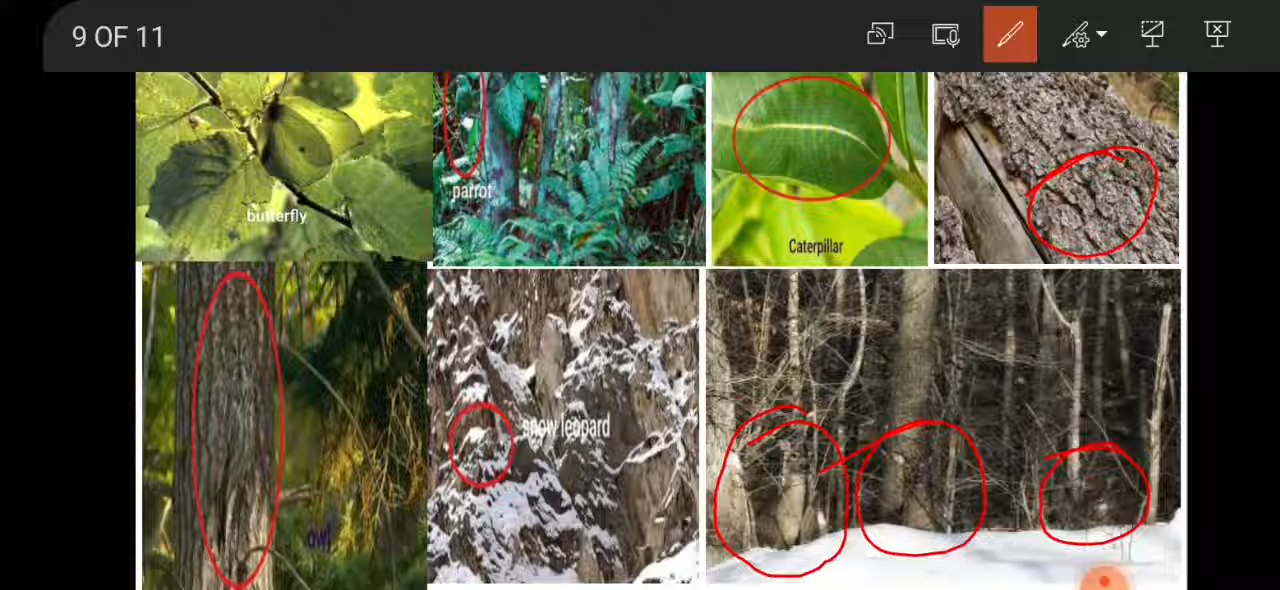 9 OF 11
butterfly
parrot
Caterpillar
snow leopard
owl